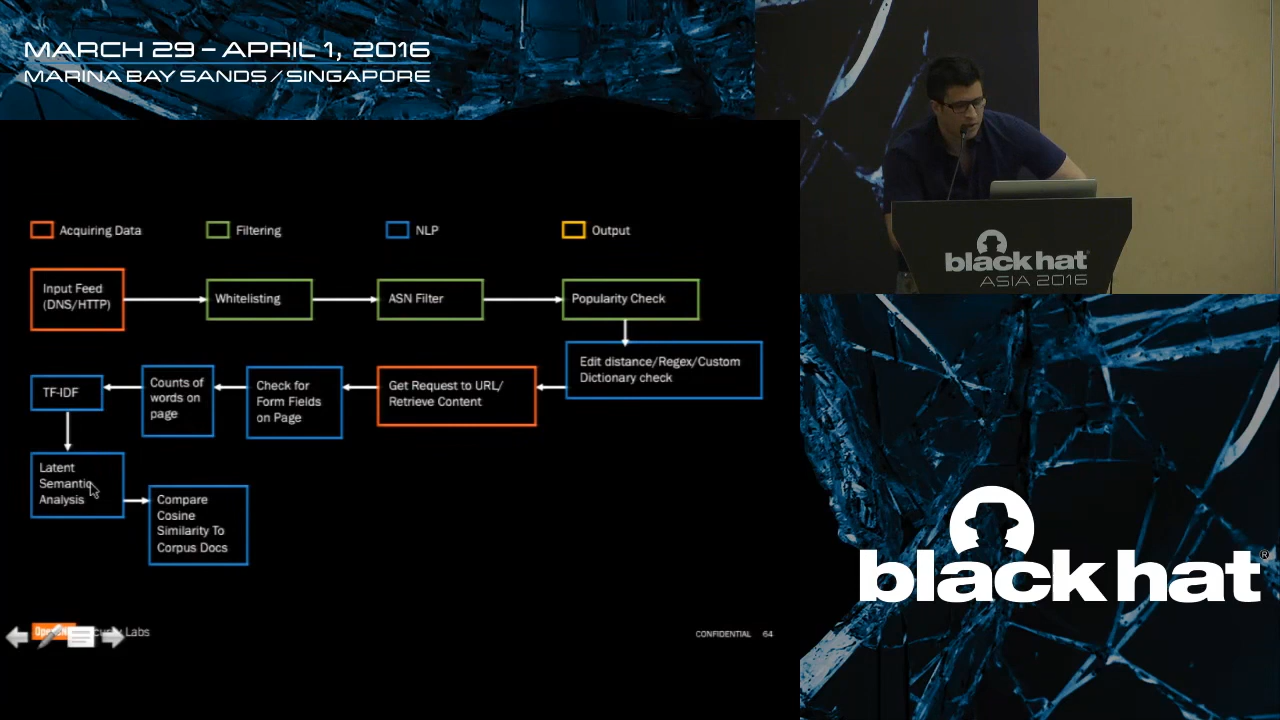 MARCH 29 – APRIL 1, 2016
MARINA BAY SANDS / SINGAPORE
Acquiring Data
Filtering
NLP
Output
Input Feed
(DNS/HTTP)
Whitelisting
ASN Filter
Popularity Check
Edit distance/Regex/Custom
Dictionary check
Get Request to URL/
Retrieve Content
Check for
Form Fields
on Page
Counts of
words on
page
TF-IDF
Latent
Semantic
Analysis
Compare
Cosine
Similarity To
Corpus Docs
Labs
CONFIDENTIAL 64
black hat
ASIA 2016
black hat®